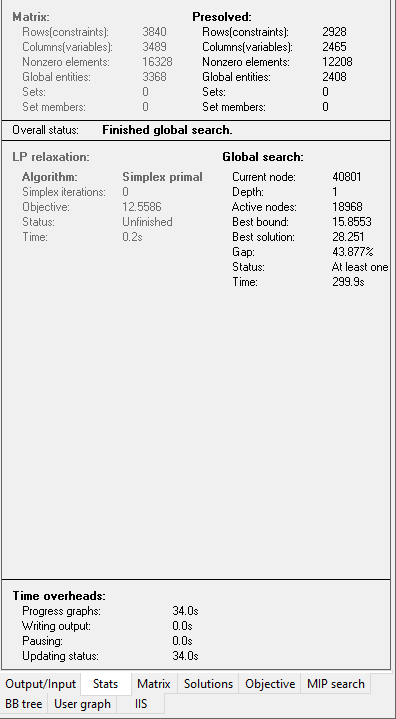 Matrix: Presolved:
Rows(constraints): 3840 Rows(constraints): 2928
Columns(variables): 3489 Columns(variables): 2465
Nonzero elements: 16328 Nonzero elements: 12208
Global entities: 3368 Global entities: 2408
Sets: 0 Sets: 0
Set members: 0 Set members: 0
Overall status: Finished global search.
LP relaxation: Global search:
Algorithm: Simplex primal Current node: 40801
Simplex iterations: 0 Depth: 1
Objective: 12.5586 Active nodes: 18968
Status: Unfinished Best bound: 15.8553
Time: 0.2s Best solution: 28.251
Gap: 43.877%
Status: At least one
Time: 299.9s
Time overheads:
Progress graphs: 34.0s
Writing output: 0.0s
Pausing: 0.0s
Updating status: 34.0s
Output/Input Stats Matrix Solutions Objective MIP search
BB tree User graph IIS